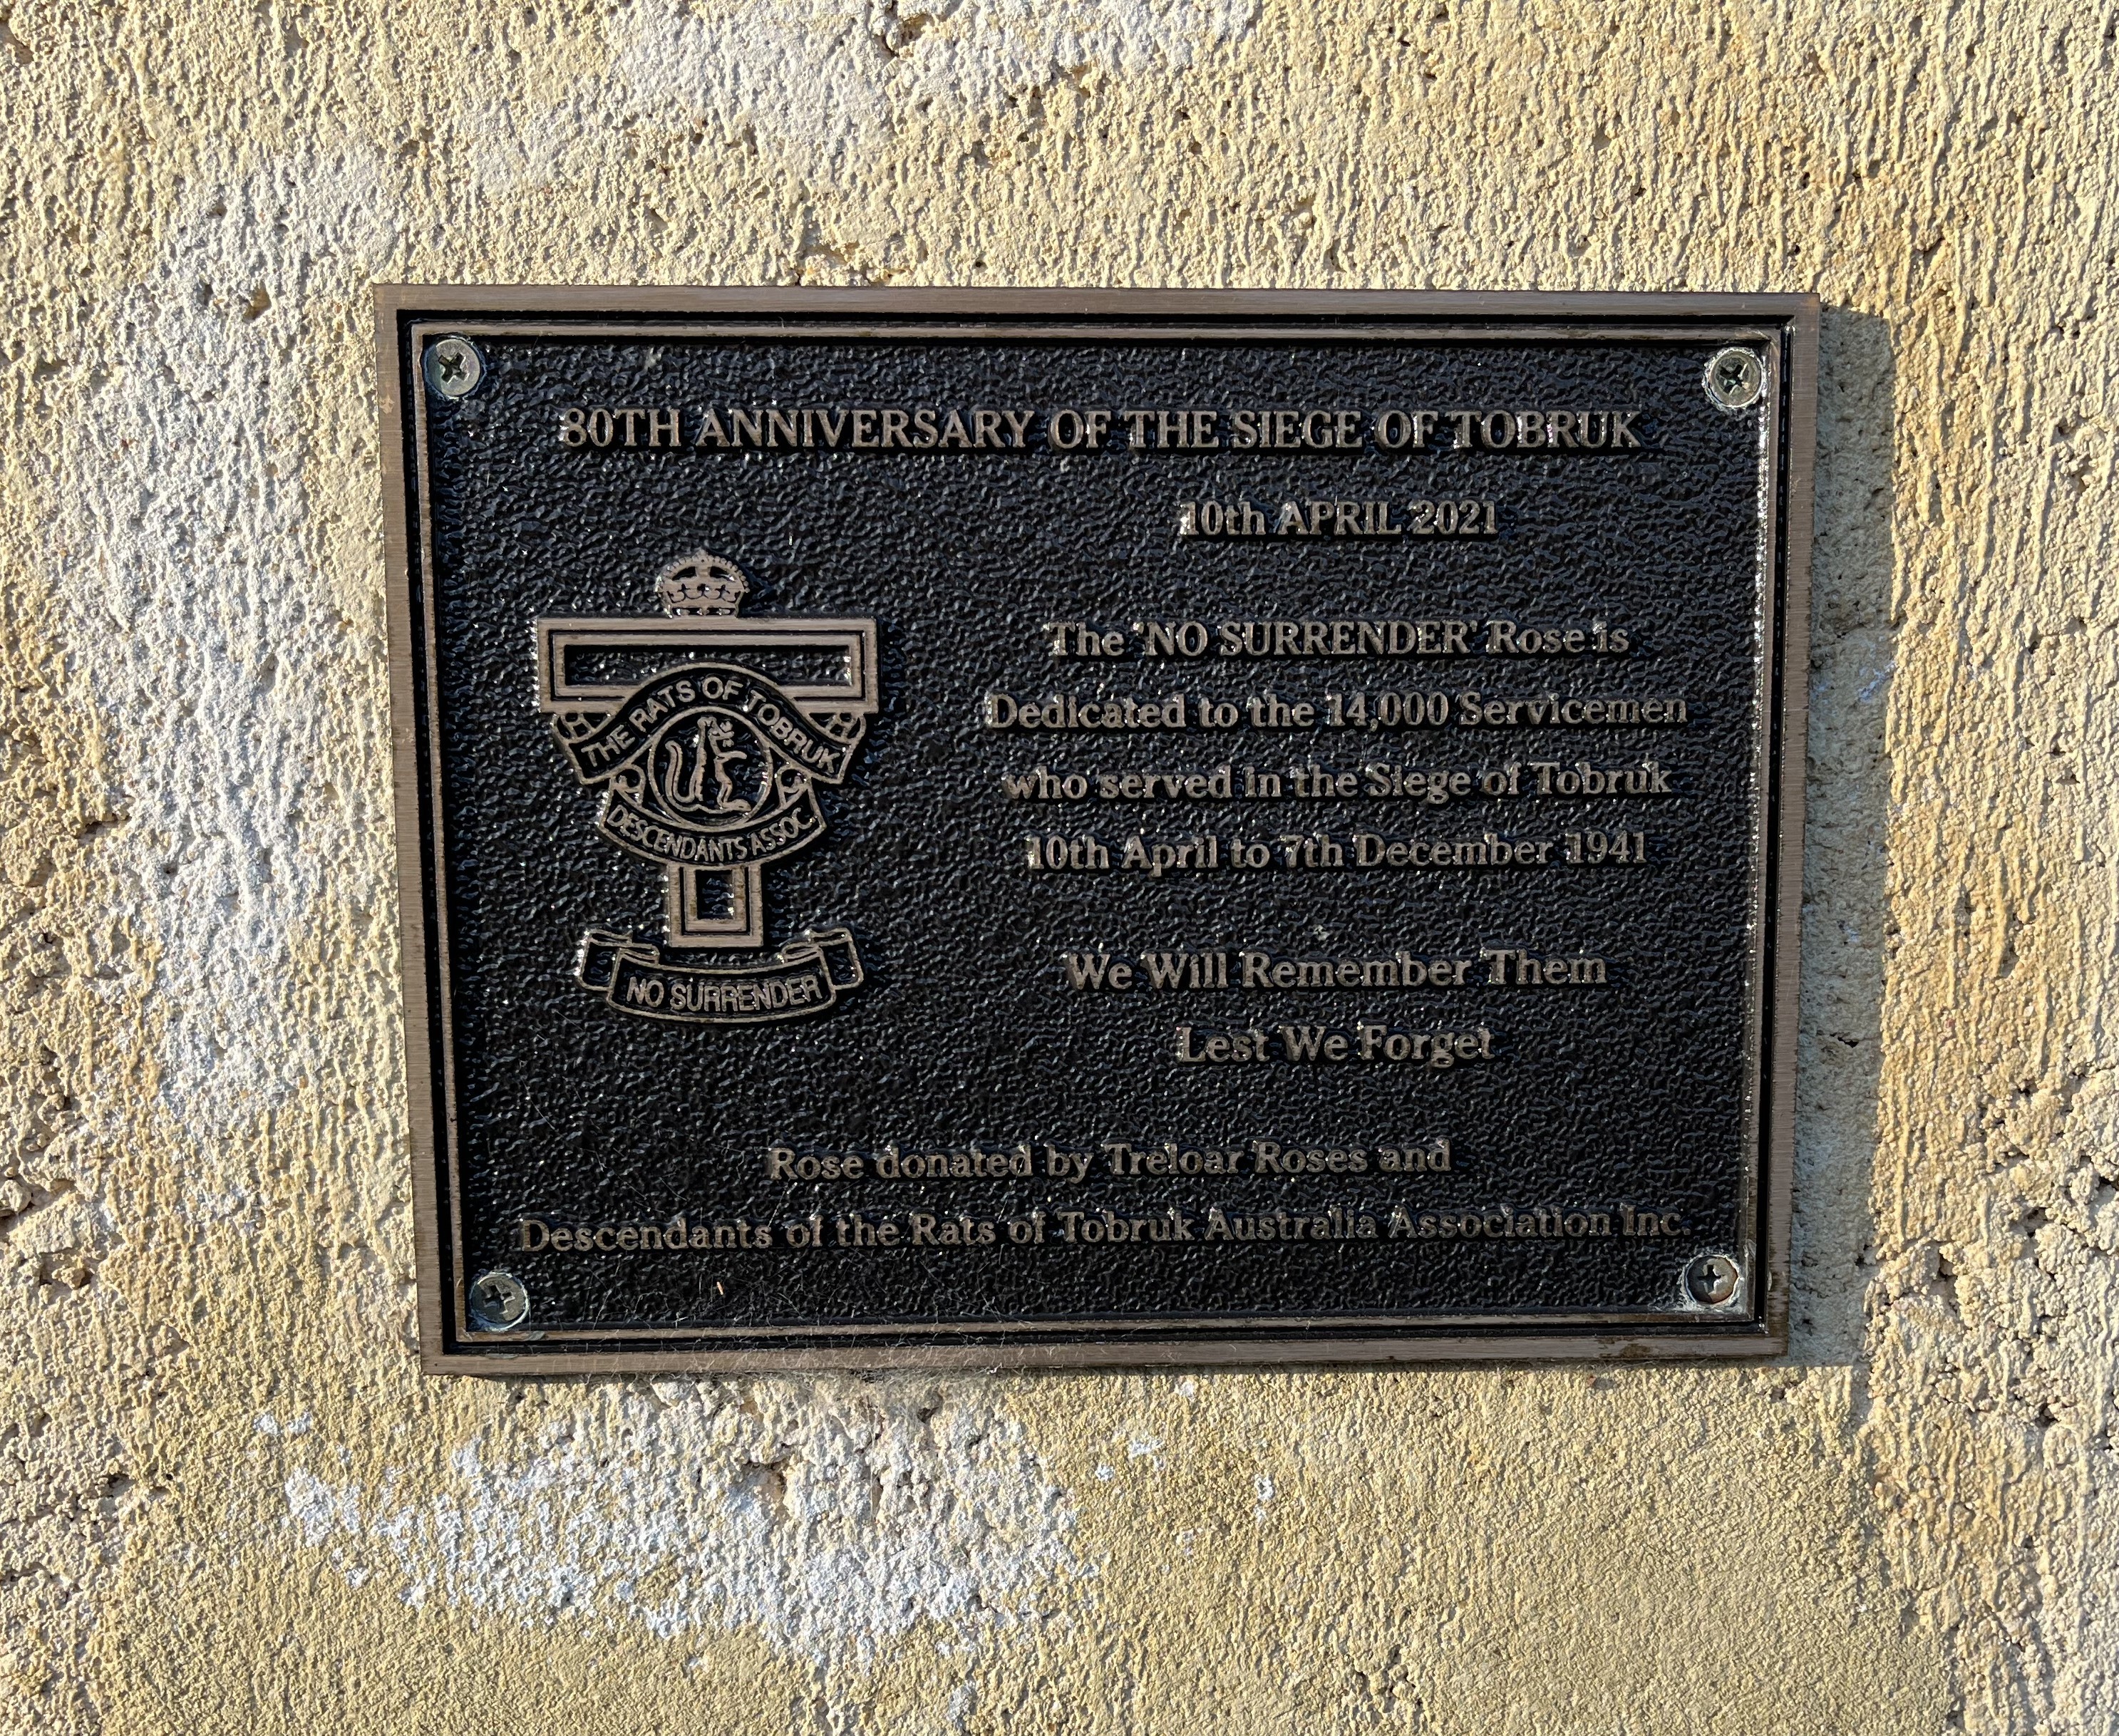 80TH ANNIVERSARY OF THE SIEGE OF TOBRUK
10th APRIL 2021
THE RATS OF TOBRUK
DESCENDANTS ASSOC.
NO SURRENDER
The 'NO SURRENDER' Rose is
Dedicated to the 14,000 Servicemen
who served in the Siege of Tobruk
10th April to 7th December 1941
We Will Remember Them
Lest We Forget
Rose donated by Treloar Roses and
Descendants of the Rats of Tobruk Australia Association Inc.